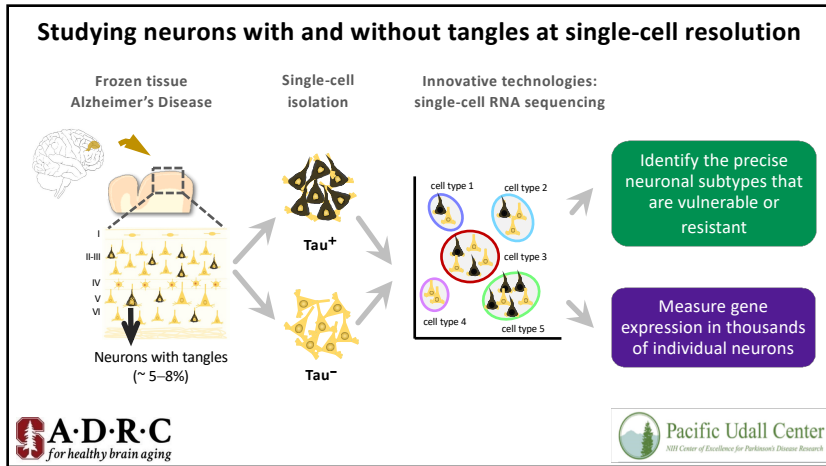 Studying neurons with and without tangles at single-cell resolution
Frozen tissue
Alzheimer's Disease
Single-cell
isolation
Innovative technologies:
single-cell RNA sequencing
I
II-III
IV
V
VI
Neurons with tangles
(~ 5–8%)
Tau+
Tau–
cell type 1
cell type 2
cell type 3
cell type 4
cell type 5
Identify the precise
neuronal subtypes that
are vulnerable or
resistant
Measure gene
expression in thousands
of individual neurons
A·D·R·C
for healthy brain aging
Pacific Udall Center
NIH Center of Excellence for Parkinson's Disease Research